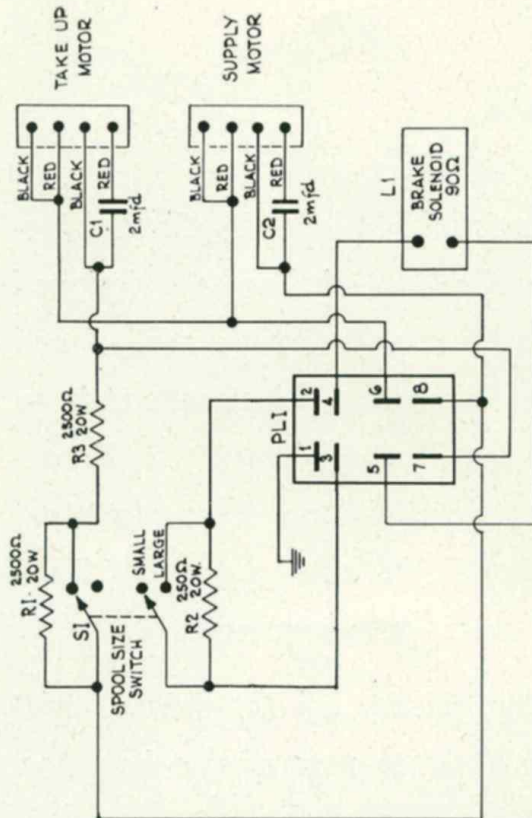 TAKE UP
MOTOR
BLACK
RED
BLACK
RED
C1
2mfd
SUPPLY
MOTOR
BLACK
RED
BLACK
RED
C2
2mfd
L1
BRAKE
SOLENOID
90Ω
2500Ω
20W
R3
2500Ω
20W
R1
S1
SMALL
LARGE
SPOOL SIZE
SWITCH
250Ω
20W
R2
PL1
1
2
3
4
5
6
7
8